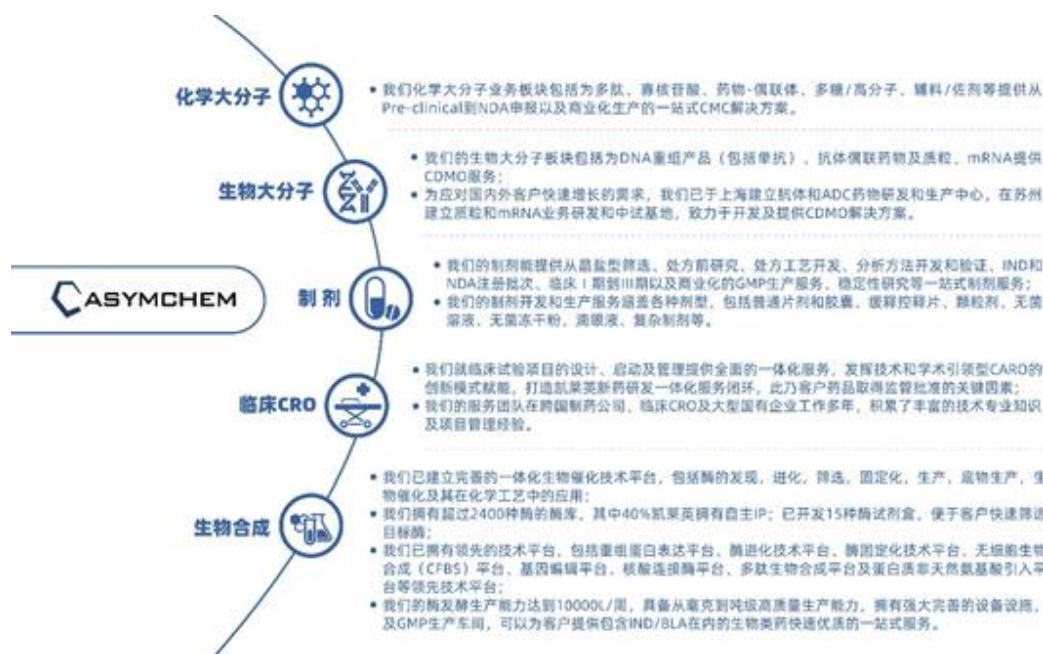 化学大分子
• 我们化学大分子业务板块包括为多肽、寡核苷酸、药物-偶联体、多糖/高分子、辅料/佐剂等提供从
Pre-clinical到NDA申报以及商业化生产的一站式CMC解决方案。
生物大分子
• 我们的生物大分子板块包括为DNA重组产品（包括单抗）、抗体偶联药物及质粒、mRNA提供
CDMO服务；
• 为应对国内外客户快速增长的需求，我们已于上海建立抗体和ADC药物研发和生产中心，在苏州
建立质粒和mRNA业务研发和中试基地，致力于开发及提供CDMO解决方案。
ASYMCHEM
制剂
• 我们的制剂能提供从晶盐型筛选、处方前研究、处方工艺开发、分析方法开发和验证、IND和
NDA注册批次、临床Ⅰ期到III期以及商业化的GMP生产服务、稳定性研究等一站式制剂服务；
• 我们的制剂开发和生产服务涵盖各种剂型，包括普通片剂和胶囊、缓释控释片、颗粒剂、无菌
溶液、无菌冻干粉、滴眼液、复杂制剂等。
临床CRO
• 我们就临床试验项目的设计、启动及管理提供全面的一体化服务，发挥技术和学术引领型CARO的
创新模式赋能，打造凯莱英新药研发一体化服务闭环，此乃客户药品取得监管批准的关键因素；
• 我们的服务团队在跨国制药公司、临床CRO及大型国有企业工作多年，积累了丰富的技术专业知识
及项目管理经验。
生物合成
• 我们已建立完善的一体化生物催化技术平台，包括酶的发现，进化，筛选，固定化，生产，底物生产，生
物催化及其在化学工艺中的应用；
• 我们拥有超过2400种酶的酶库，其中40%凯莱英拥有自主IP；已开发15种酶试剂盒，便于客户快速筛选
目标酶；
• 我们已拥有领先的技术平台，包括重组蛋白表达平台、酶进化技术平台、酶固定化技术平台、无细胞生物
合成（CFBS）平台、基因编辑平台、核酸连接酶平台、多肽生物合成平台及蛋白质非天然氨基酸引入平
台等领先技术平台；
• 我们的酶发酵生产能力达到10000L/周，具备从毫克到吨级高质量生产能力，拥有强大完善的设备设施，
及GMP生产车间，可以为客户提供包含IND/BLA在内的生物类药快速优质的一站式服务。